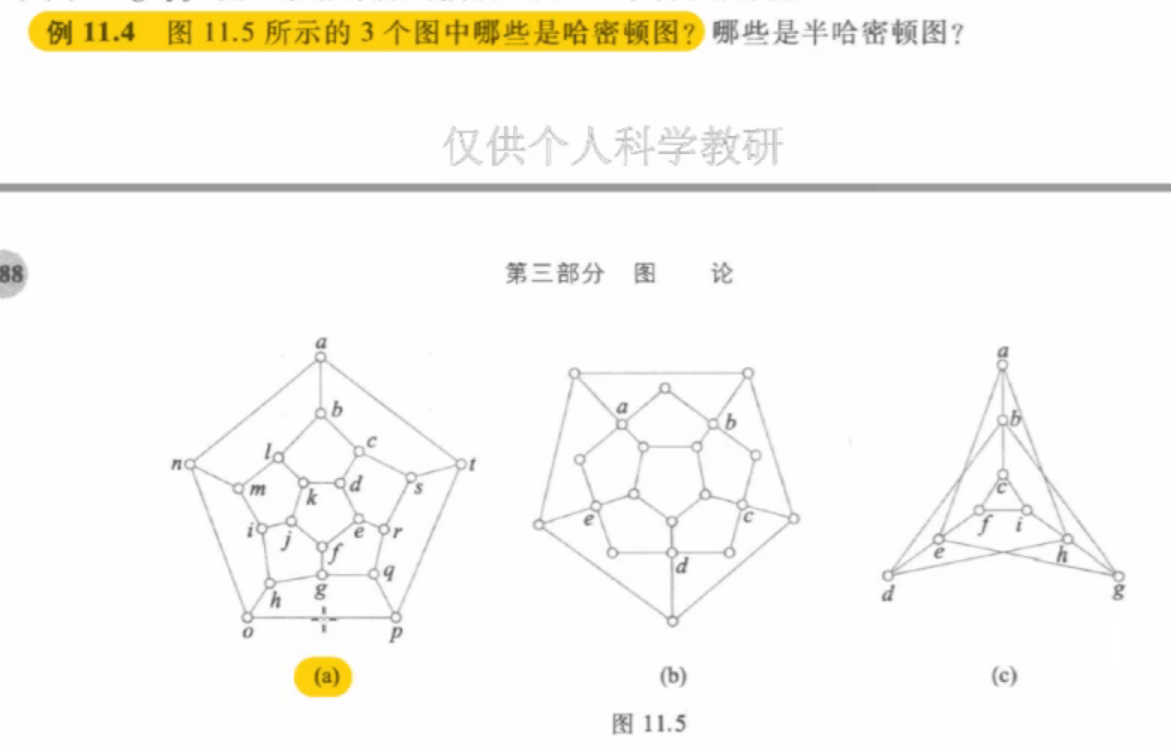 例 11.4 图 11.5 所示的 3 个图中哪些是哈密顿图? 哪些是半哈密顿图?
仅供个人科学教研
88
第三部分 图 论
a
b
l
c
n
t
m
k
d
s
i
j
e
r
f
q
h
g
o
p
(a)
a
b
e
c
d
(b)
a
b
c
f
i
e
h
d
g
(c)
图 11.5